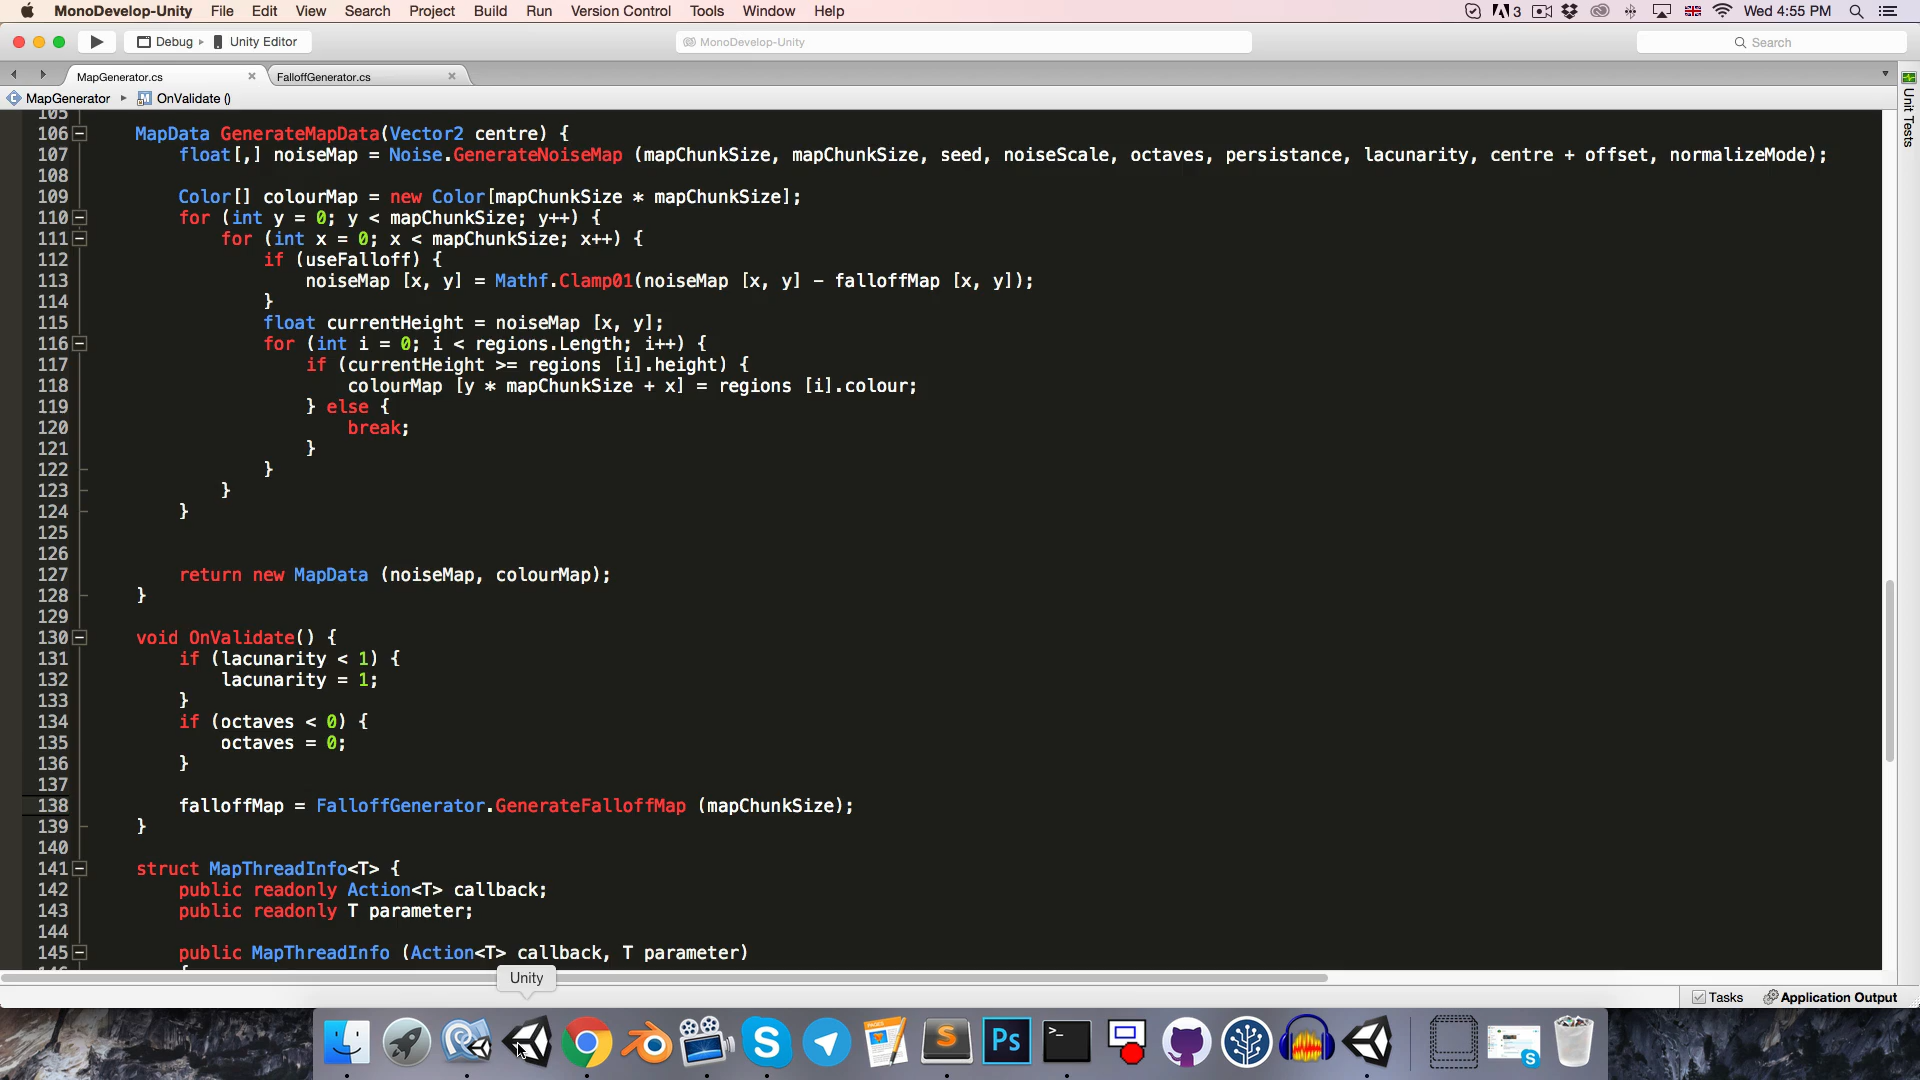 MonoDevelop-Unity File Edit View Search Project Build Run Version Control Tools Window Help 3 Wed 4:55 PM
Debug Unity Editor MonoDevelop-Unity Search
MapGenerator.cs FalloffGenerator.cs
MapGenerator OnValidate ()
Unit Tests
105
106 MapData GenerateMapData(Vector2 centre) {
107 float[,] noiseMap = Noise.GenerateNoiseMap (mapChunkSize, mapChunkSize, seed, noiseScale, octaves, persistance, lacunarity, centre + offset, normalizeMode);
108
109 Color[] colourMap = new Color[mapChunkSize * mapChunkSize];
110 for (int y = 0; y < mapChunkSize; y++) {
111 for (int x = 0; x < mapChunkSize; x++) {
112 if (useFalloff) {
113 noiseMap [x, y] = Mathf.Clamp01(noiseMap [x, y] - falloffMap [x, y]);
114 }
115 float currentHeight = noiseMap [x, y];
116 for (int i = 0; i < regions.Length; i++) {
117 if (currentHeight >= regions [i].height) {
118 colourMap [y * mapChunkSize + x] = regions [i].colour;
119 } else {
120 break;
121 }
122 }
123 }
124 }
125
126
127 return new MapData (noiseMap, colourMap);
128 }
129
130 void OnValidate() {
131 if (lacunarity < 1) {
132 lacunarity = 1;
133 }
134 if (octaves < 0) {
135 octaves = 0;
136 }
137
138 falloffMap = FalloffGenerator.GenerateFalloffMap (mapChunkSize);
139 }
140
141 struct MapThreadInfo<T> {
142 public readonly Action<T> callback;
143 public readonly T parameter;
144
145 public MapThreadInfo (Action<T> callback, T parameter)
Unity
Tasks Application Output
Ps